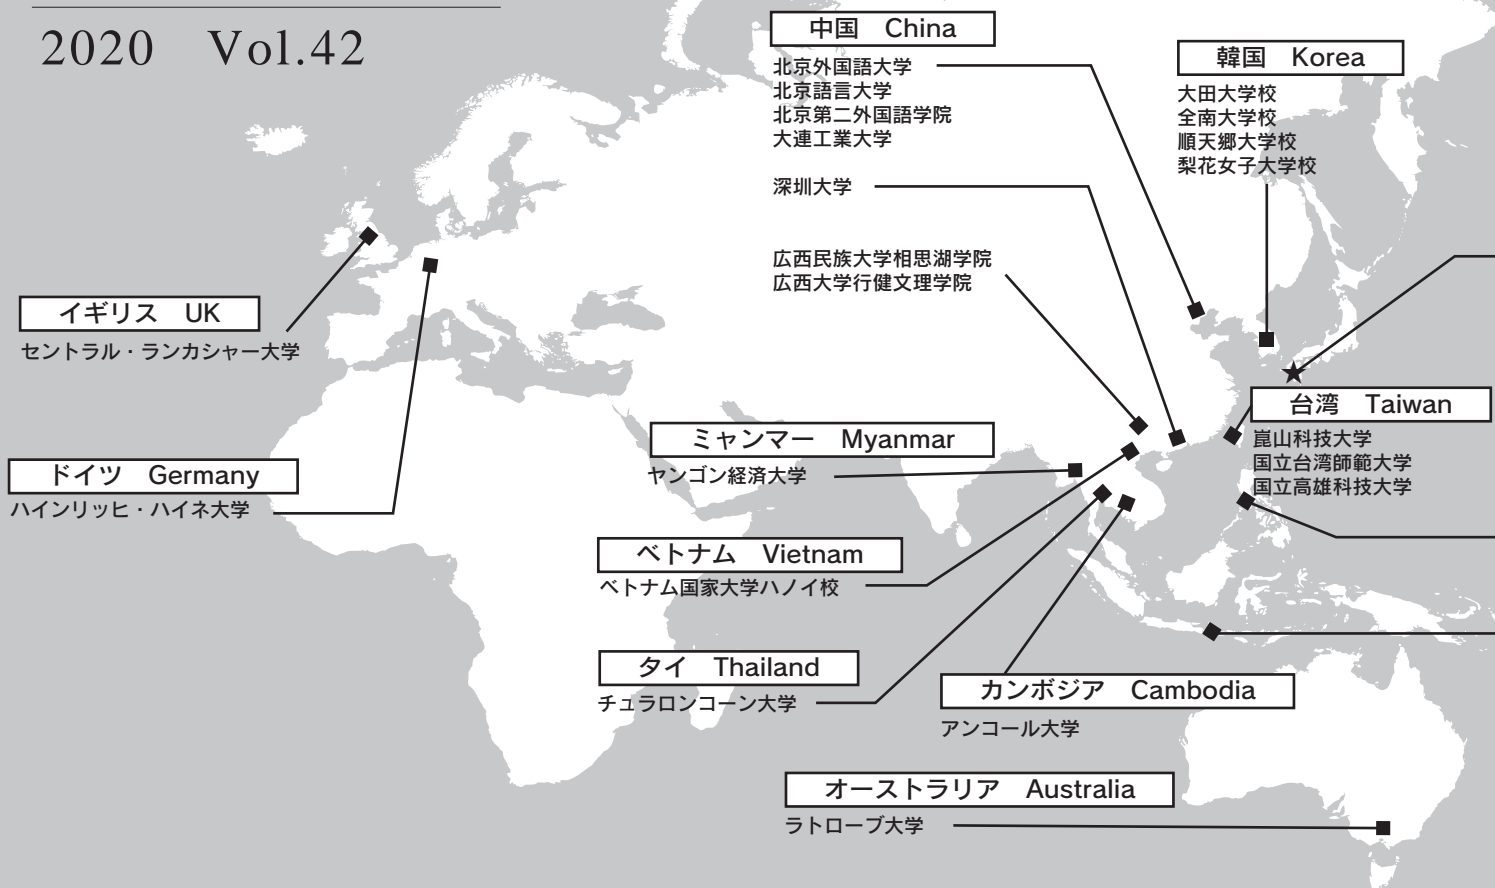 2020 Vol.42
中国 China
北京外国語大学
北京語言大学
北京第二外国語学院
大連工業大学
深圳大学
広西民族大学相思湖学院
広西大学行健文理学院
韓国 Korea
大田大学校
全南大学校
順天郷大学校
梨花女子大学校
イギリス UK
セントラル・ランカシャー大学
ドイツ Germany
ハインリッヒ・ハイネ大学
台湾 Taiwan
崑山科技大学
国立台湾師範大学
国立高雄科技大学
ミャンマー Myanmar
ヤンゴン経済大学
ベトナム Vietnam
ベトナム国家大学ハノイ校
タイ Thailand
チュラロンコーン大学
カンボジア Cambodia
アンコール大学
オーストラリア Australia
ラトローブ大学